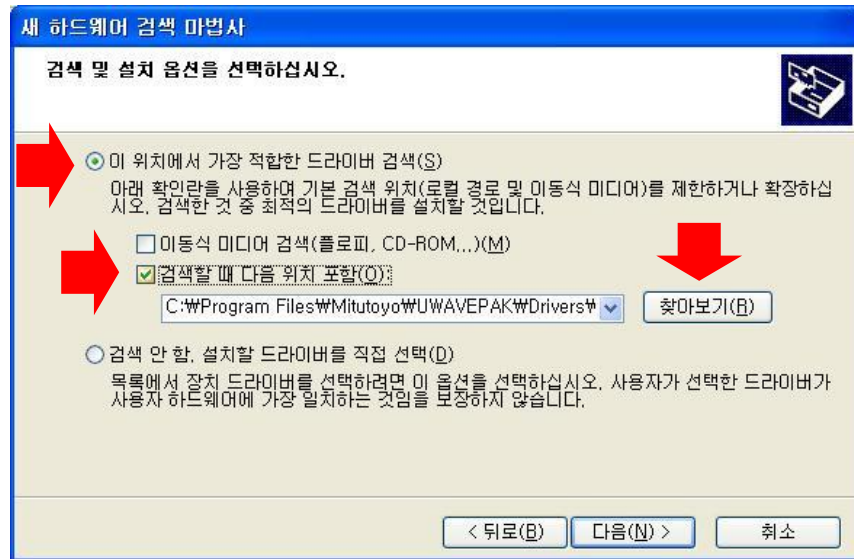 새 하드웨어 검색 마법사
검색 및 설치 옵션을 선택하십시오.
이 위치에서 가장 적합한 드라이버 검색(S)
아래 확인란을 사용하여 기본 검색 위치(로컬 경로 및 이동식 미디어)를 제한하거나 확장하십
시오. 검색한 것 중 최적의 드라이버를 설치할 것입니다.
이동식 미디어 검색(플로피, CD-ROM...)(M)
검색할 때 다음 위치 포함(O):
C:₩Program Files₩Mitutoyo₩UWAVEPAK₩Drivers₩
찾아보기(R)
검색 안 함. 설치할 드라이버를 직접 선택(D)
목록에서 장치 드라이버를 선택하려면 이 옵션을 선택하십시오. 사용자가 선택한 드라이버가
사용자 하드웨어에 가장 일치하는 것임을 보장하지 않습니다.
< 뒤로(B) 다음(N) > 취소